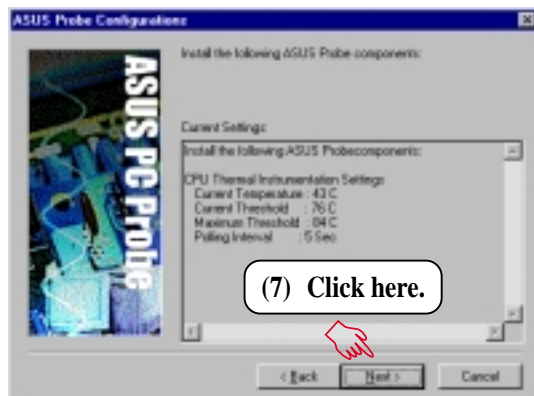 ASUS Probe Configurations
ASUS PC Probe
Install the following ASUS Probe components:
Current Settings:
Install the following ASUS Probecomponents:
CPU Thermal Instrumentation Settings
Current Temperature : 43 C
Current Threshold : 76 C
Maximum Threshold : 84 C
Polling Interval : 5 Sec
(7) Click here.
< Back
Next >
Cancel